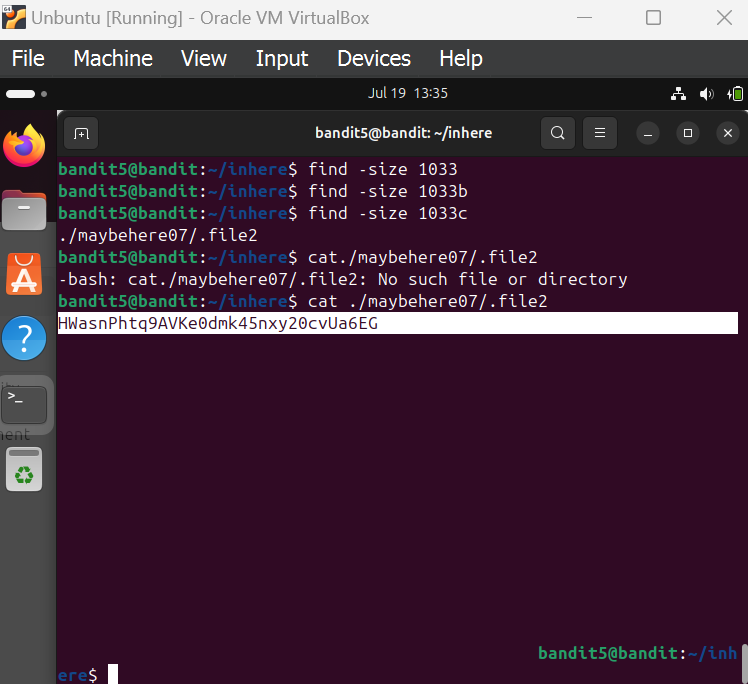 Unbuntu [Running] - Oracle VM VirtualBox
File Machine View Input Devices Help
Jul 19 13:35
bandit5@bandit: ~/inhere
bandit5@bandit:~/inhere$ find -size 1033
bandit5@bandit:~/inhere$ find -size 1033b
bandit5@bandit:~/inhere$ find -size 1033c
./maybehere07/.file2
bandit5@bandit:~/inhere$ cat./maybehere07/.file2
-bash: cat./maybehere07/.file2: No such file or directory
bandit5@bandit:~/inhere$ cat ./maybehere07/.file2
HWasnPhtq9AVKe0dmk45nxy20cvUa6EG
bandit5@bandit:~/inh
ere$